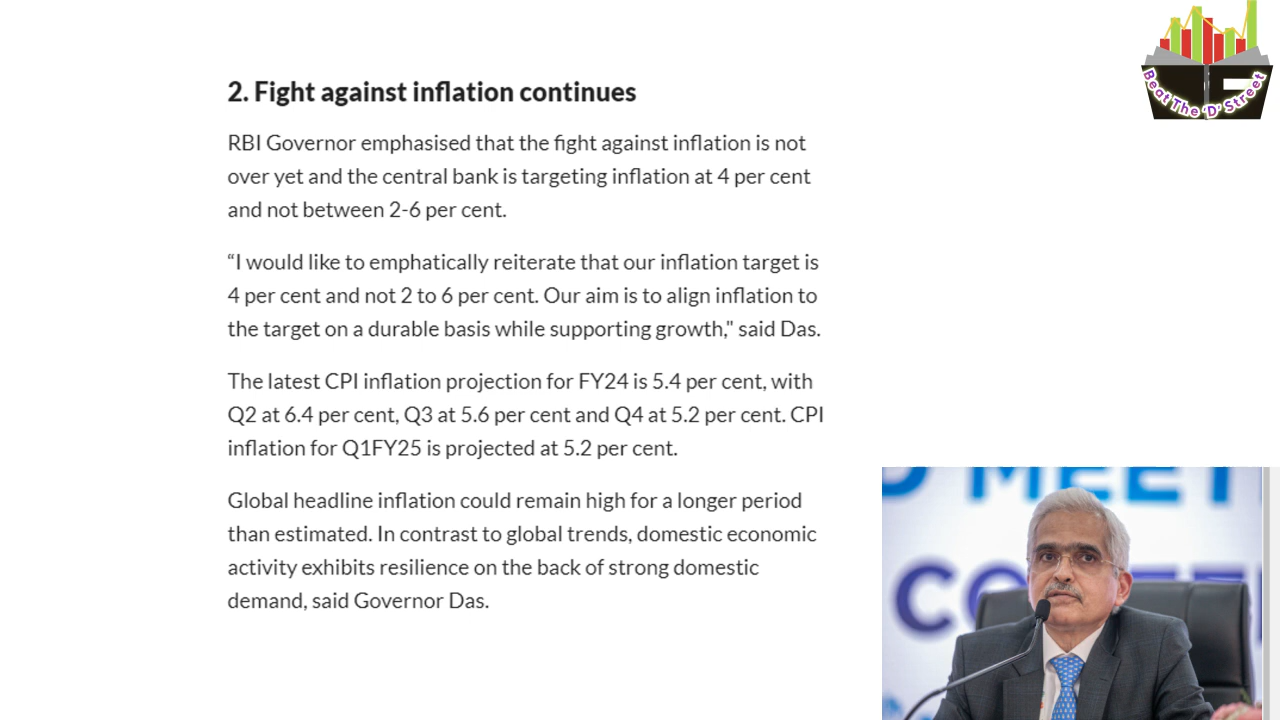 Beat The 'D' Street
2. Fight against inflation continues
RBI Governor emphasised that the fight against inflation is not
over yet and the central bank is targeting inflation at 4 per cent
and not between 2-6 per cent.
“I would like to emphatically reiterate that our inflation target is
4 per cent and not 2 to 6 per cent. Our aim is to align inflation to
the target on a durable basis while supporting growth," said Das.
The latest CPI inflation projection for FY24 is 5.4 per cent, with
Q2 at 6.4 per cent, Q3 at 5.6 per cent and Q4 at 5.2 per cent. CPI
inflation for Q1FY25 is projected at 5.2 per cent.
Global headline inflation could remain high for a longer period
than estimated. In contrast to global trends, domestic economic
activity exhibits resilience on the back of strong domestic
demand, said Governor Das.
MEET